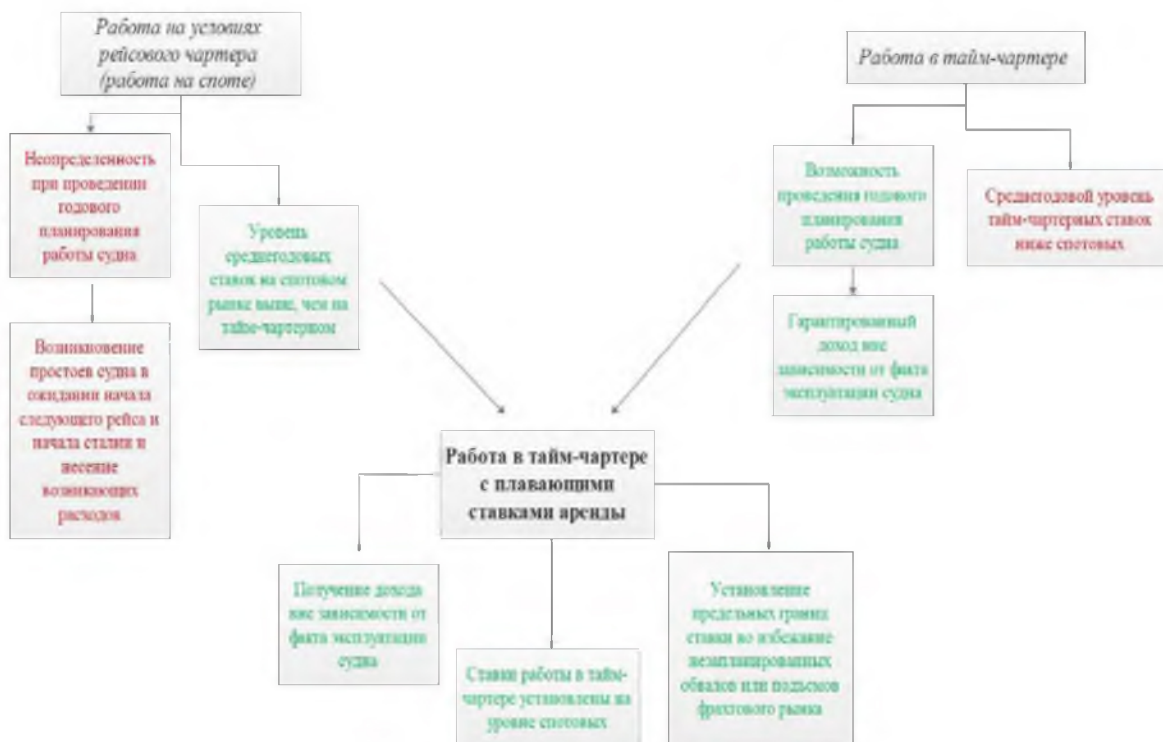 Работа на условиях
рейсового чартера
(работа на споте)
Работа в тайм-чартере
Неопределенность
при проведении
годового
планирования
работы судна
Уровень
среднегодовых
ставок на спотовом
рынке выше, чем на
тайм-чартерном
Возможность
проведения годового
планирования
работы судна
Среднегодовой уровень
тайм-чартерных ставок
ниже спотовых
Возникновение
простоев судна в
ожидании начала
следующего рейса и
начала сталии и
несение
возникающих
расходов
Гарантированный
доход вне
зависимости от факта
эксплуатации судна
Работа в тайм-чартере
с плавающими
ставками аренды
Получение дохода
вне зависимости от
факта эксплуатации
судна
Ставки работы в тайм-
чартере установлены на
уровне спотовых
Установление
предельных границ
ставки во избежание
незапланированных
обвалов или подъемов
фрахтового рынка